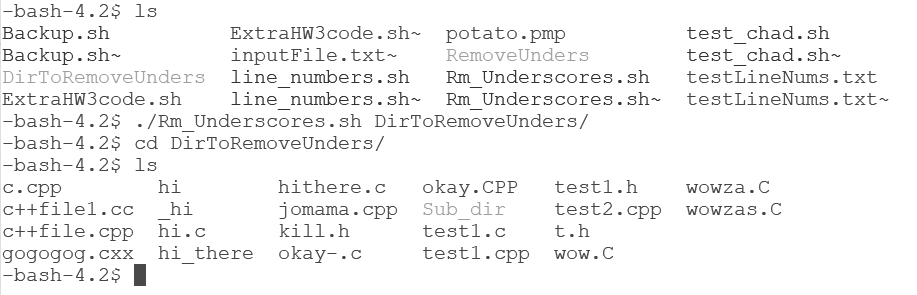 -bash-4.2$ ls
Backup.sh ExtraHW3code.sh~ potato.pmp test_chad.sh
Backup.sh~ inputFile.txt~ RemoveUnders test_chad.sh~
DirToRemoveUnders line_numbers.sh Rm_Underscores.sh testLineNums.txt
ExtraHW3code.sh line_numbers.sh~ Rm_Underscores.sh~ testLineNums.txt~
-bash-4.2$ ./Rm_Underscores.sh DirToRemoveUnders/
-bash-4.2$ cd DirToRemoveUnders/
-bash-4.2$ ls
c.cpp hi hithere.c okay.CPP test1.h wowza.C
c++file1.cc _hi jomama.cpp Sub_dir test2.cpp wowzas.C
c++file.cpp hi.c kill.h test1.c t.h
gogogog.cxx hi_there okay-.c test1.cpp wow.C
-bash-4.2$